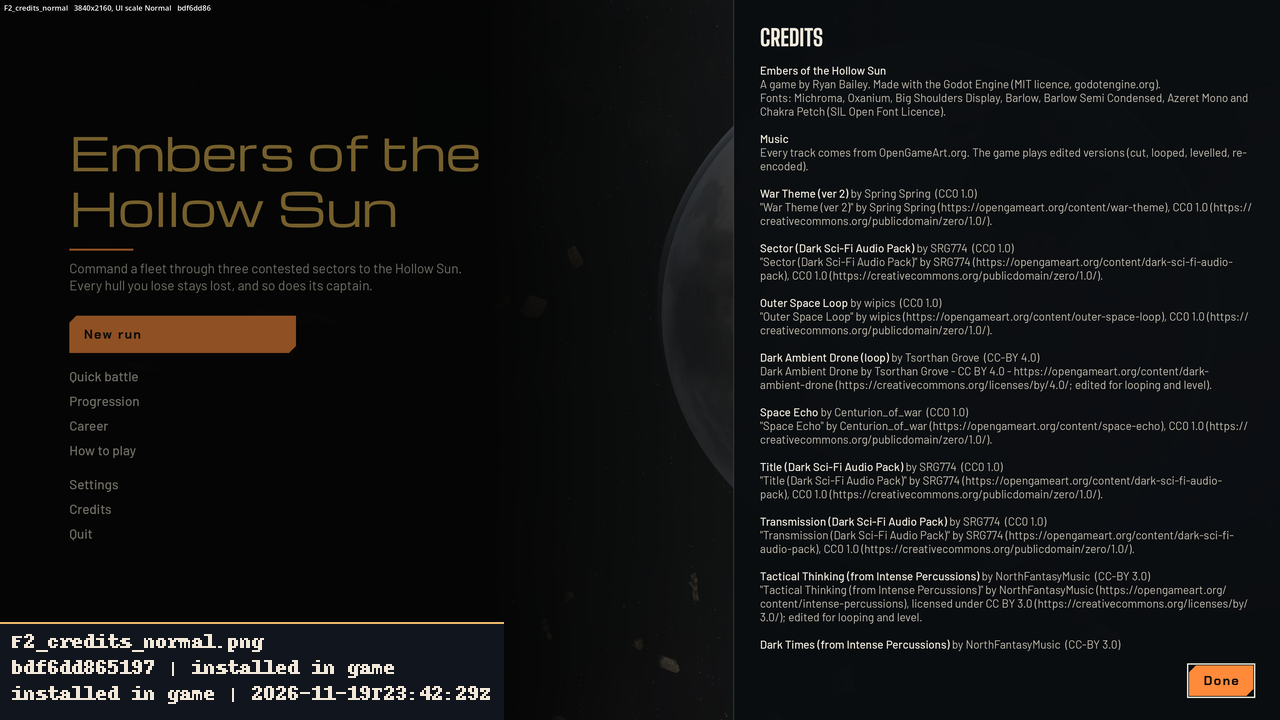 F2_credits_normal 3840x2160, UI scale Normal bdf6dd86
Embers of the
Hollow Sun
Command a fleet through three contested sectors to the Hollow Sun.
Every hull you lose stays lost, and so does its captain.
New run
Quick battle
Progression
Career
How to play
Settings
Credits
Quit
F2_credits_normal.png
bdf6dd865197 | installed in game
installed in game | 2026-11-19T23:42:29Z
CREDITS
Embers of the Hollow Sun
A game by Ryan Bailey. Made with the Godot Engine (MIT licence, godotengine.org).
Fonts: Michroma, Oxanium, Big Shoulders Display, Barlow, Barlow Semi Condensed, Azeret Mono and
Chakra Petch (SIL Open Font Licence).
Music
Every track comes from OpenGameArt.org. The game plays edited versions (cut, looped, levelled, re-
encoded).
War Theme (ver 2) by Spring Spring (CC0 1.0)
"War Theme (ver 2)" by Spring Spring (https://opengameart.org/content/war-theme), CC0 1.0 (https://
creativecommons.org/publicdomain/zero/1.0/).
Sector (Dark Sci-Fi Audio Pack) by SRG774 (CC0 1.0)
"Sector (Dark Sci-Fi Audio Pack)" by SRG774 (https://opengameart.org/content/dark-sci-fi-audio-
pack), CC0 1.0 (https://creativecommons.org/publicdomain/zero/1.0/).
Outer Space Loop by wipics (CC0 1.0)
"Outer Space Loop" by wipics (https://opengameart.org/content/outer-space-loop), CC0 1.0 (https://
creativecommons.org/publicdomain/zero/1.0/).
Dark Ambient Drone (loop) by Tsorthan Grove (CC-BY 4.0)
Dark Ambient Drone by Tsorthan Grove - CC BY 4.0 - https://opengameart.org/content/dark-
ambient-drone (https://creativecommons.org/licenses/by/4.0/; edited for looping and level).
Space Echo by Centurion_of_war (CC0 1.0)
"Space Echo" by Centurion_of_war (https://opengameart.org/content/space-echo), CC0 1.0 (https://
creativecommons.org/publicdomain/zero/1.0/).
Title (Dark Sci-Fi Audio Pack) by SRG774 (CC0 1.0)
"Title (Dark Sci-Fi Audio Pack)" by SRG774 (https://opengameart.org/content/dark-sci-fi-audio-
pack), CC0 1.0 (https://creativecommons.org/publicdomain/zero/1.0/).
Transmission (Dark Sci-Fi Audio Pack) by SRG774 (CC0 1.0)
"Transmission (Dark Sci-Fi Audio Pack)" by SRG774 (https://opengameart.org/content/dark-sci-fi-
audio-pack), CC0 1.0 (https://creativecommons.org/publicdomain/zero/1.0/).
Tactical Thinking (from Intense Percussions) by NorthFantasyMusic (CC-BY 3.0)
"Tactical Thinking (from Intense Percussions)" by NorthFantasyMusic (https://opengameart.org/
content/intense-percussions), licensed under CC BY 3.0 (https://creativecommons.org/licenses/by/
3.0/); edited for looping and level.
Dark Times (from Intense Percussions) by NorthFantasyMusic (CC-BY 3.0)
Done